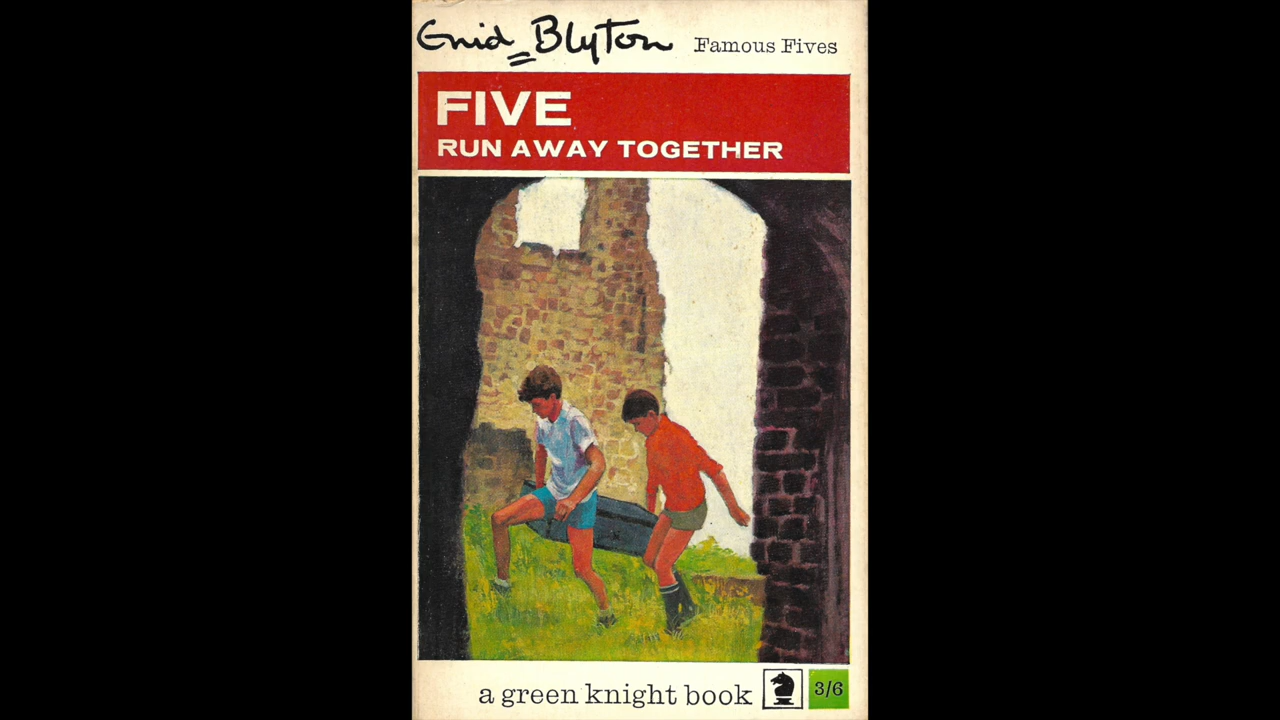 Enid Blyton Famous Fives
FIVE
RUN AWAY TOGETHER
a green knight book 3/6